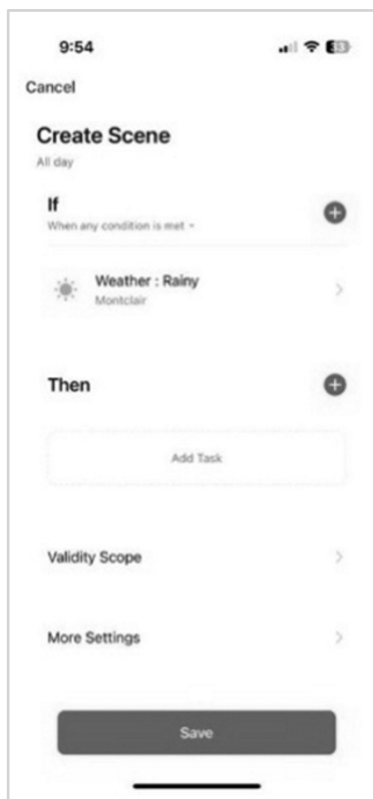 9:54
33
Cancel
Create Scene
All day
If
When any condition is met
Weather : Rainy
Montclair
Then
Add Task
Validity Scope
More Settings
Save